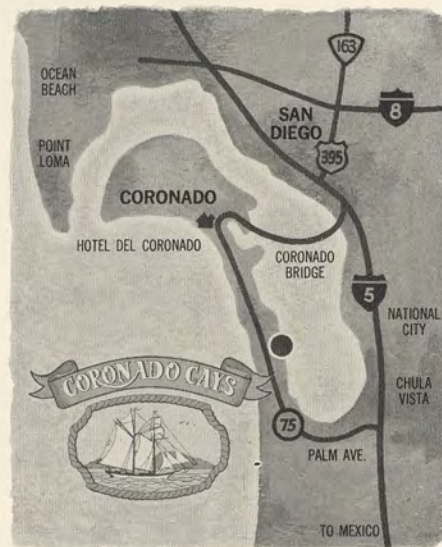 163
OCEAN
BEACH
8
SAN
DIEGO
POINT
LOMA
395
CORONADO
HOTEL DEL CORONADO
CORONADO
BRIDGE
5
NATIONAL
CITY
CORONADO CAYS
CHULA
VISTA
75
PALM AVE.
TO MEXICO